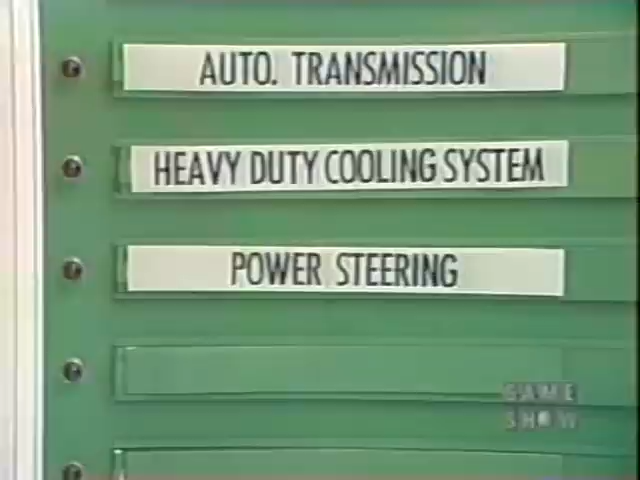 AUTO. TRANSMISSION
HEAVY DUTY COOLING SYSTEM
POWER STEERING
GAME
SHOW